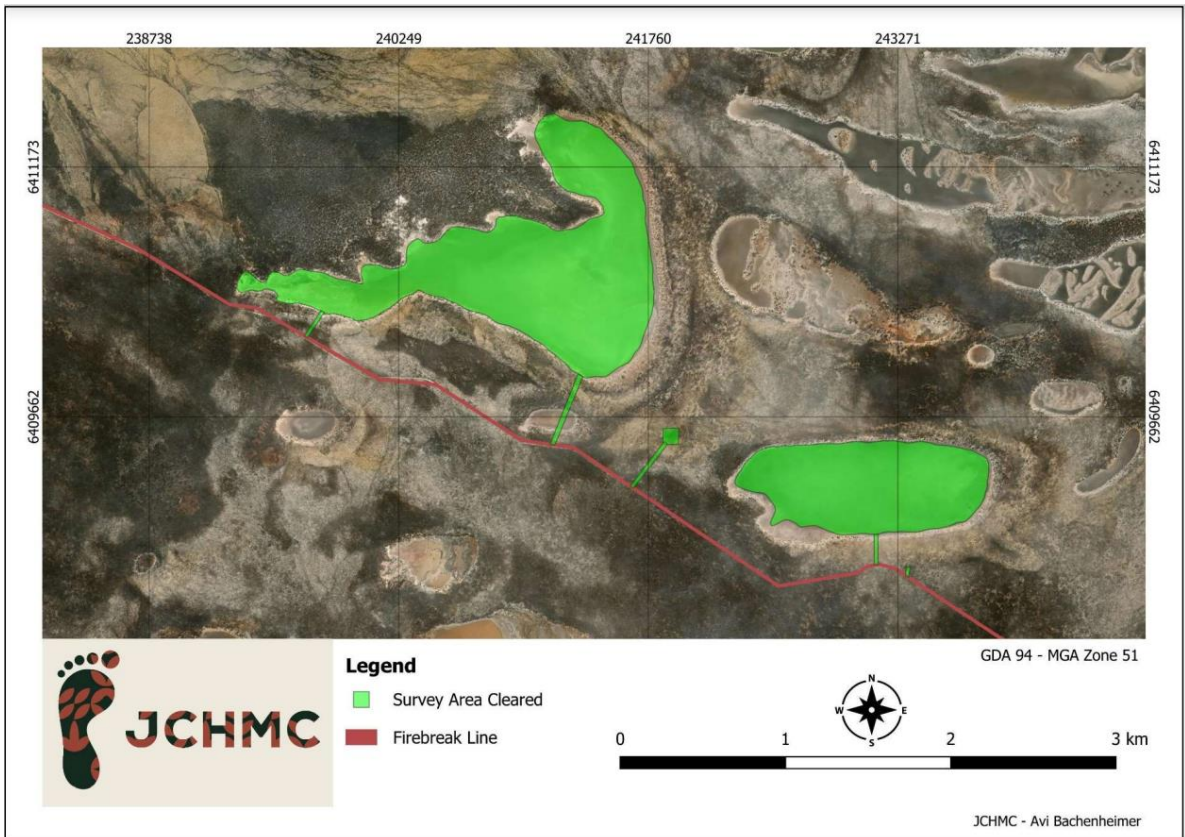 238738 240249 241760 243271
6411173 6411173
6409662 6409662
GDA 94 - MGA Zone 51
Legend
Survey Area Cleared
Firebreak Line
JCHMC
N
W E
S
0 1 2 3 km
JCHMC - Avi Bachenheimer